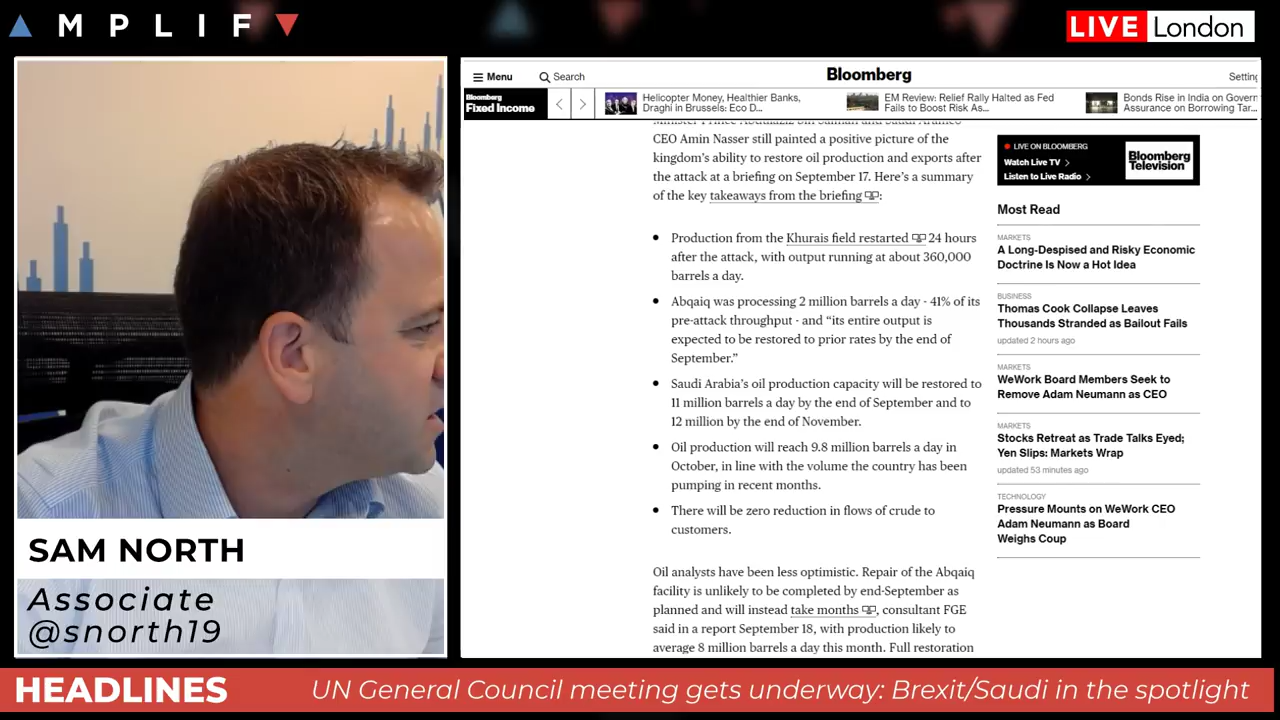 MPLIF
LIVE London
Menu
Search
Bloomberg
Setting
Bloomberg
Fixed Income
Helicopter Money, Healthier Banks,
Draghi in Brussels: Eco D...
EM Review: Relief Rally Halted as Fed
Fails to Boost Risk As...
Bonds Rise in India on Govern
Assurance on Borrowing Tar...
Minister Prince Abdulaziz bin Salman and Saudi Aramco
CEO Amin Nasser still painted a positive picture of the
kingdom's ability to restore oil production and exports after
the attack at a briefing on September 17. Here's a summary
of the key takeaways from the briefing:
• Production from the Khurais field restarted 24 hours
after the attack, with output running at about 360,000
barrels a day.
• Abqaiq was processing 2 million barrels a day - 41% of its
pre-attack throughput - and “its entire output is
expected to be restored to prior rates by the end of
September.”
• Saudi Arabia's oil production capacity will be restored to
11 million barrels a day by the end of September and to
12 million by the end of November.
• Oil production will reach 9.8 million barrels a day in
October, in line with the volume the country has been
pumping in recent months.
• There will be zero reduction in flows of crude to
customers.
Oil analysts have been less optimistic. Repair of the Abqaiq
facility is unlikely to be completed by end-September as
planned and will instead take months, consultant FGE
said in a report September 18, with production likely to
average 8 million barrels a day this month. Full restoration
LIVE ON BLOOMBERG
Watch Live TV
Listen to Live Radio
Bloomberg
Television
Most Read
MARKETS
A Long-Despised and Risky Economic
Doctrine Is Now a Hot Idea
BUSINESS
Thomas Cook Collapse Leaves
Thousands Stranded as Bailout Fails
updated 2 hours ago
MARKETS
WeWork Board Members Seek to
Remove Adam Neumann as CEO
MARKETS
Stocks Retreat as Trade Talks Eyed;
Yen Slips: Markets Wrap
updated 53 minutes ago
TECHNOLOGY
Pressure Mounts on WeWork CEO
Adam Neumann as Board
Weighs Coup
SAM NORTH
Associate
@snorth19
HEADLINES UN General Council meeting gets underway: Brexit/Saudi in the spotlight